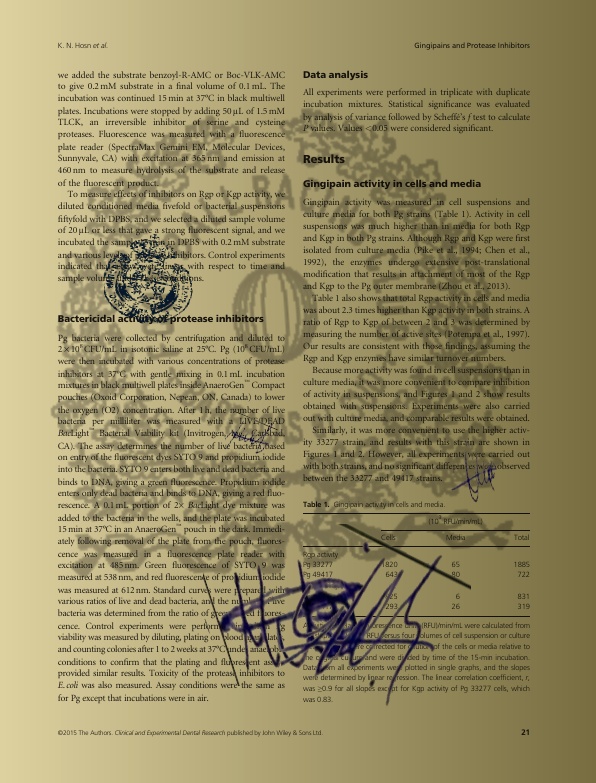 K. N. Hosn et al.
Gingipains and Protease Inhibitors
we added the substrate benzoyl-R-AMC or Boc-VLK-AMC
to give 0.2 mM substrate in a final volume of 0.1 mL. The
incubation was continued 15 min at 37°C in black multiwell
plates. Incubations were stopped by adding 50 μL of 1.5 mM
TLCK, an irreversible inhibitor of serine and cysteine
proteases. Fluorescence was measured with a fluorescence
plate reader (SpectraMax Gemini EM, Molecular Devices,
Sunnyvale, CA) with excitation at 365 nm and emission at
460 nm to measure hydrolysis of the substrate and release
of the fluorescent product.
To measure effects of inhibitors on Rgp or Kgp activity, we
diluted conditioned media fivefold or bacterial suspensions
fiftyfold with DPBS, and we selected a diluted sample volume
of 20 μL or less that gave a strong fluorescent signal, and we
incubated the sample in DPBS with 0.2 mM substrate
and various inhibitors. Control experiments
indicated with respect to time and
sample
Bactericidal activity of protease inhibitors
Pg bacteria were collected by centrifugation and diluted to
CFU/mL in isotonic saline at 25°C. Pg CFU/mL)
were then incubated with various concentrations of protease
inhibitors at 37°C with gentle mixing in 0.1 mL incubation
mixtures in black multiwell plates inside AnaeroGen™ Compact
pouches (Oxoid Corporation, Nepean, ON, Canada) to lower
the oxygen (O2) concentration. After 1 h, the number of live
bacteria per milliliter was measured with a LIVE/DEAD
BacLight™ Bacterial Viability kit (Invitrogen,
CA). The assay determines the number of live bacteria based
on entry of the fluorescent dyes SYTO 9 and propidium iodide
into the bacteria. SYTO 9 enters both live and dead bacteria and
binds to DNA, giving a green fluorescence. Propidium iodide
enters only dead bacteria and binds to DNA, giving a red fluo-
rescence. A 0.1 mL portion of 2× BacLight dye mixture was
added to the bacteria in the wells, and the plate was incubated
15 min at 37°C in an AnaeroGen™ pouch in the dark. Immedi-
ately following removal of the plate from the pouch, fluores-
cence was measured in a fluorescence plate reader with
excitation at 485 nm. Green fluorescence of SYTO 9 was
measured at 538 nm, and red fluorescence of propidium iodide
was measured at 612 nm. Standard curves were prepared with
various ratios of live and dead bacteria, and the number of live
bacteria was determined from the ratio of green fluores-
cence. Control experiments were performed
viability was measured by diluting, plating on blood
and counting colonies after 1 to 2 weeks at 37°C under anaerobic
conditions to confirm that the plating and fluorescent
provided similar results. Toxicity of the protease inhibitors to
E. coli was also measured. Assay conditions were the same as
for Pg except that incubations were in air.
Data analysis
All experiments were performed in triplicate with duplicate
incubation mixtures. Statistical significance was evaluated
by analysis of variance followed by Scheffé's f test to calculate
P values. Values <0.05 were considered significant.
Results
Gingipain activity in cells and media
Gingipain activity was measured in cell suspensions and
culture media for both Pg strains (Table 1). Activity in cell
suspensions was much higher than in media for both Rgp
and Kgp in both Pg strains. Although Rgp and Kgp were first
isolated from culture media (Pike et al., 1994; Chen et al.,
1992), the enzymes undergo extensive post-translational
modification that results in attachment of most of the Rgp
and Kgp to the Pg outer membrane (Zhou et al., 2013).
Table 1 also shows that total Rgp activity in cells and media
was about 2.3 times higher than Kgp activity in both strains. A
ratio of Rgp to Kgp of between 2 and 3 was determined by
measuring the number of active sites (Potempa et al., 1997).
Our results are consistent with those findings, assuming the
Rgp and Kgp enzymes have similar turnover numbers.
Because more activity was found in cell suspensions than in
culture media, it was more convenient to compare inhibition
of activity in suspensions, and Figures 1 and 2 show results
obtained with suspensions. Experiments were also carried
out with culture media, and comparable results were obtained.
Similarly, it was more convenient to use the higher activ-
ity 33277 strain, and results with this strain are shown in
Figures 1 and 2. However, all experiments were carried out
with both strains, and no significant differences were observed
between the 33277 and 49417 strains.
Table 1. Gingipain activity in cells and media.
RFU/min/mL)
Cells Media Total
Rgp activity
Pg 33277 1820 65 1885
Pg 49417 722
6 831
293 26 319
RFU/min/mL were calculated from
RFU versus four volumes of cell suspension or culture
corrected for dilution of the cells or media relative to
the and were divided by time of the 15-min incubation.
all experiments were plotted in single graphs, and the slopes
were determined by linear regression. The linear correlation coefficient, r,
was ≥0.9 for all slopes except for Kgp activity of Pg 33277 cells, which
was 0.83.
©2015 The Authors. Clinical and Experimental Dental Research published by John Wiley & Sons Ltd.
21